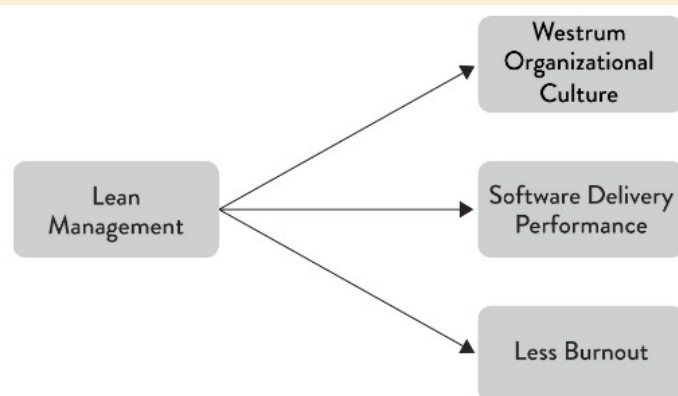 Westrum
Organizational
Culture
Lean
Management
Software Delivery
Performance
Less Burnout